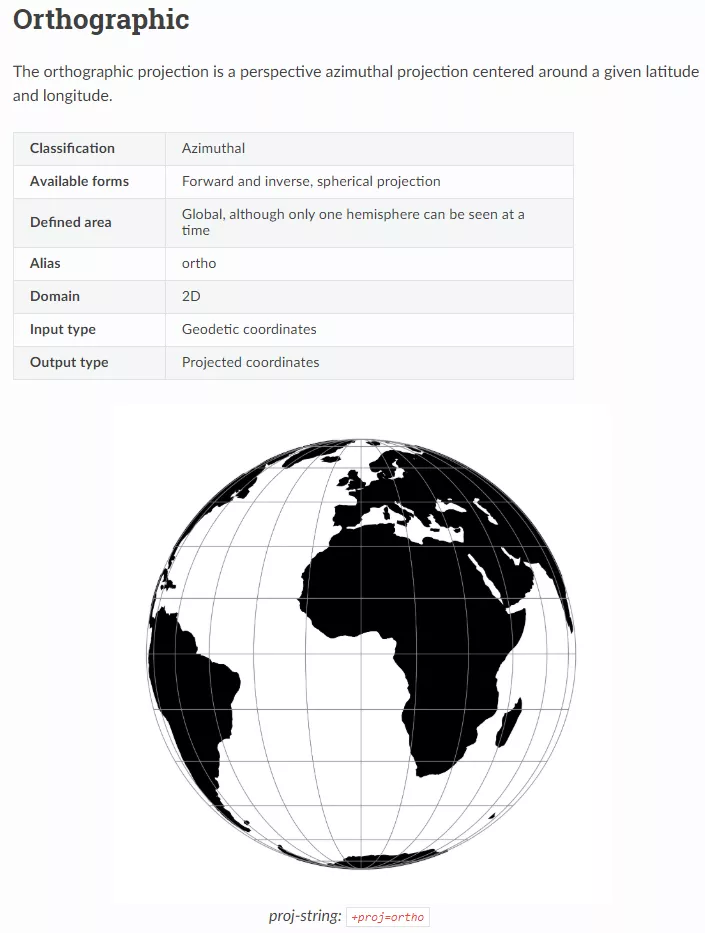 Orthographic
The orthographic projection is a perspective azimuthal projection centered around a given latitude
and longitude.
Classification Azimuthal
Available forms Forward and inverse, spherical projection
Defined area Global, although only one hemisphere can be seen at a
time
Alias ortho
Domain 2D
Input type Geodetic coordinates
Output type Projected coordinates
proj-string: +proj=ortho